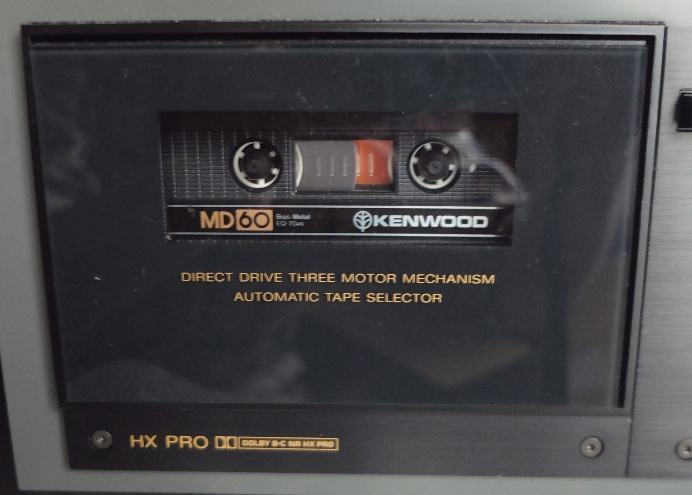 MD60 Bias-Metal KENWOOD
EQ 70µs
DIRECT DRIVE THREE MOTOR MECHANISM
AUTOMATIC TAPE SELECTOR
HX PRO DOLBY B-C NR HX PRO